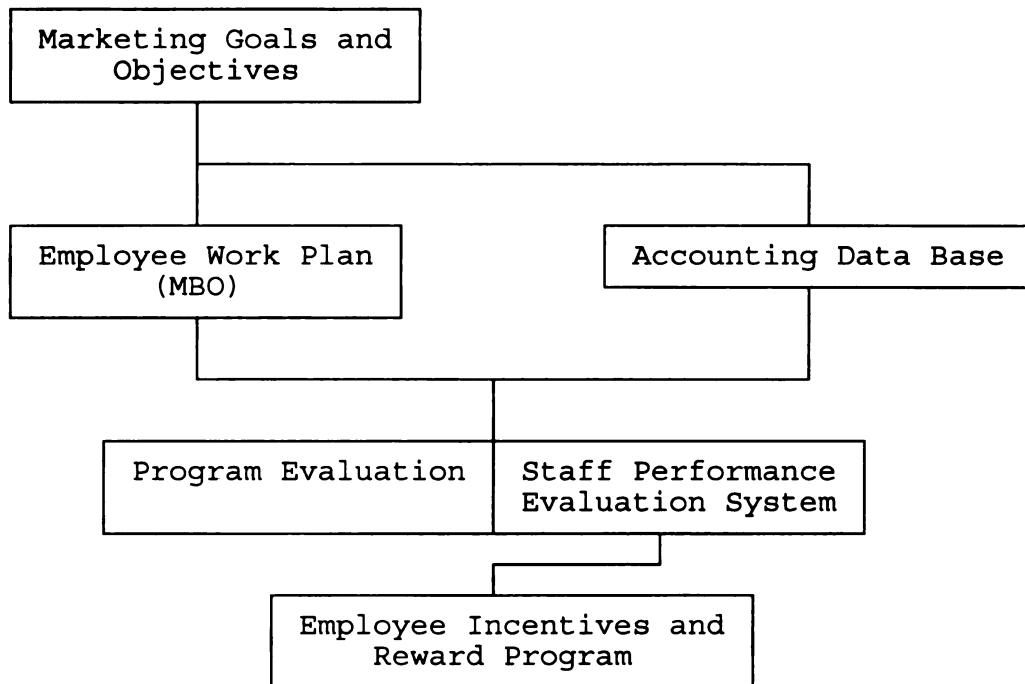 Marketing Goals and
Objectives
Employee Work Plan
(MBO)
Accounting Data Base
Program Evaluation
Staff Performance
Evaluation System
Employee Incentives and
Reward Program